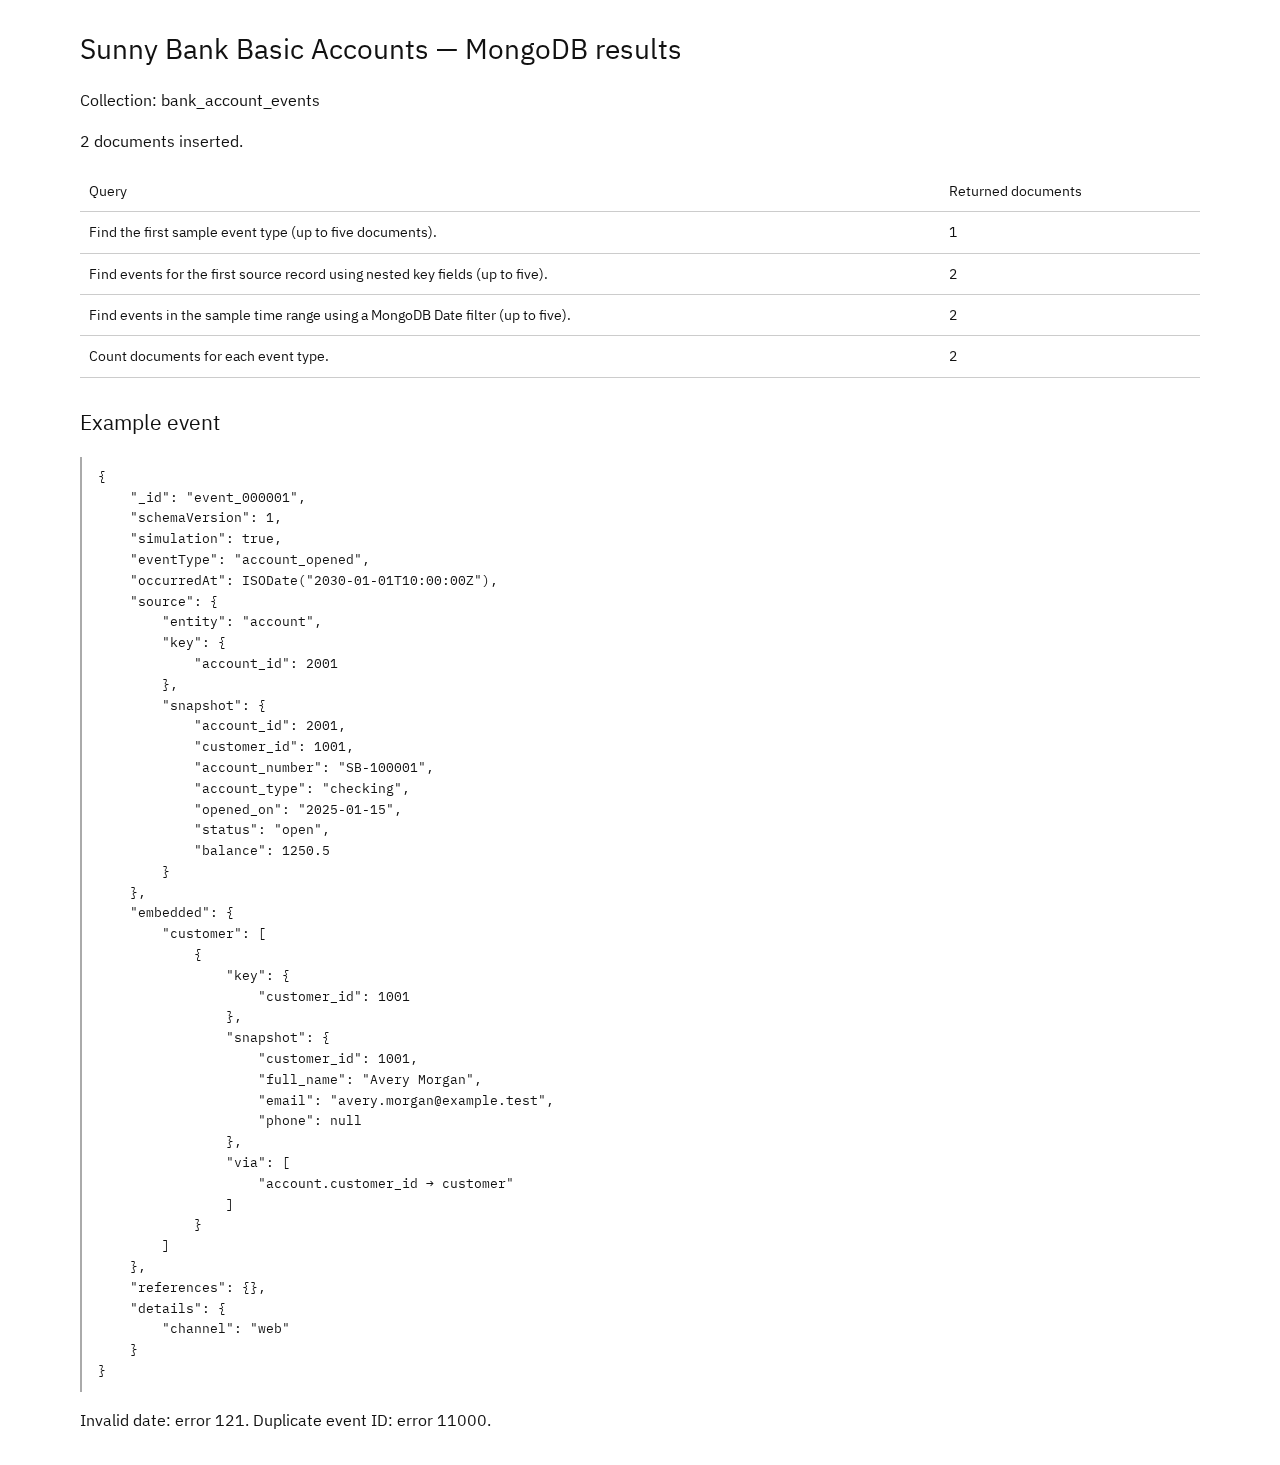 Sunny Bank Basic Accounts — MongoDB results
Collection: bank_account_events
2 documents inserted.
Query Returned documents
Find the first sample event type (up to five documents). 1
Find events for the first source record using nested key fields (up to five). 2
Find events in the sample time range using a MongoDB Date filter (up to five). 2
Count documents for each event type. 2
Example event
{
    "_id": "event_000001",
    "schemaVersion": 1,
    "simulation": true,
    "eventType": "account_opened",
    "occurredAt": ISODate("2030-01-01T10:00:00Z"),
    "source": {
        "entity": "account",
        "key": {
            "account_id": 2001
        },
        "snapshot": {
            "account_id": 2001,
            "customer_id": 1001,
            "account_number": "SB-100001",
            "account_type": "checking",
            "opened_on": "2025-01-15",
            "status": "open",
            "balance": 1250.5
        }
    },
    "embedded": {
        "customer": [
            {
                "key": {
                    "customer_id": 1001
                },
                "snapshot": {
                    "customer_id": 1001,
                    "full_name": "Avery Morgan",
                    "email": "avery.morgan@example.test",
                    "phone": null
                },
                "via": [
                    "account.customer_id → customer"
                ]
            }
        ]
    },
    "references": {},
    "details": {
        "channel": "web"
    }
}
Invalid date: error 121. Duplicate event ID: error 11000.